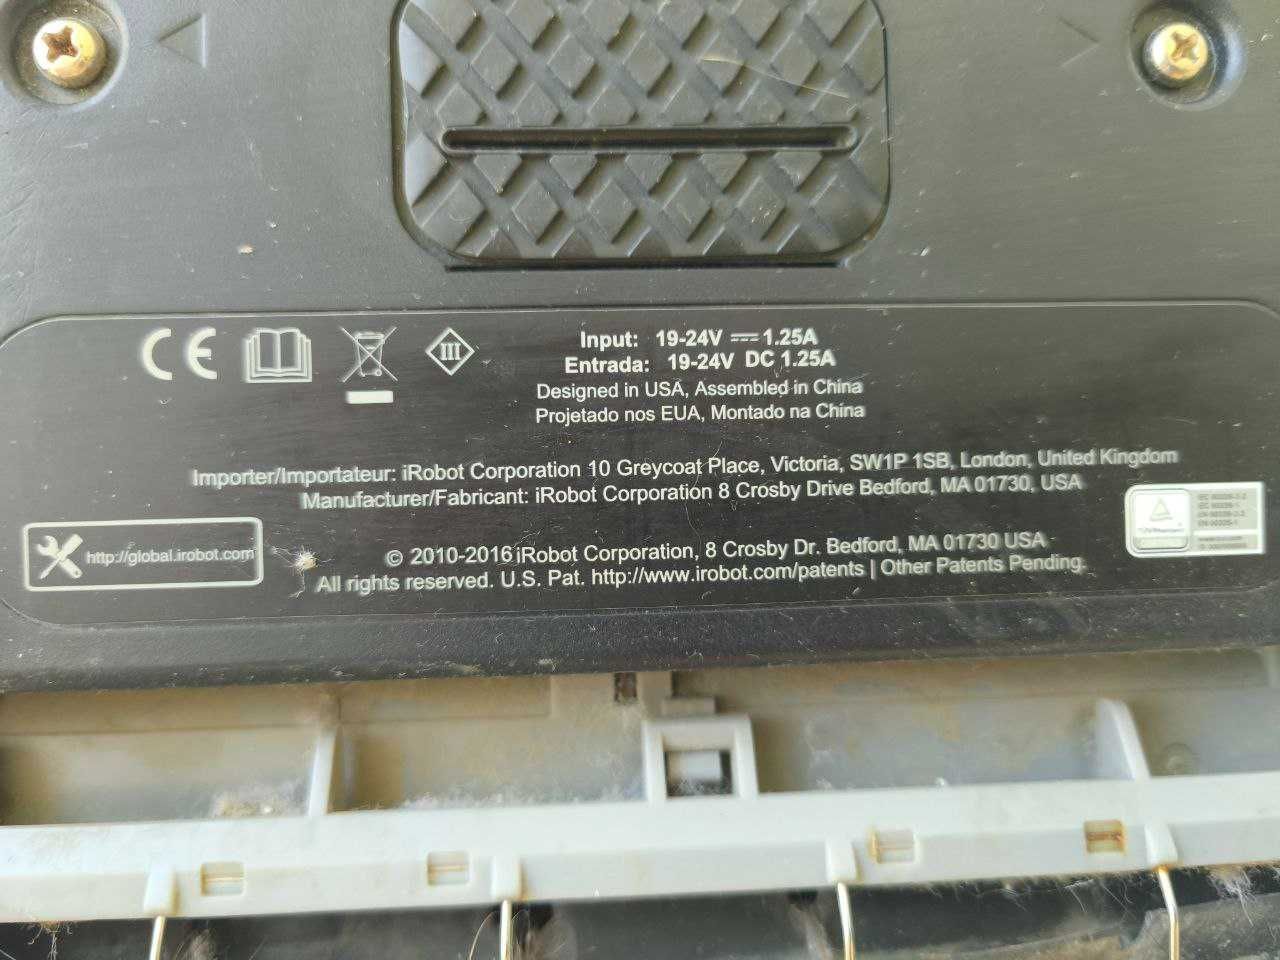 CE
III
Input: 19-24V 1.25A
Entrada: 19-24V DC 1.25A
Designed in USA, Assembled in China
Projetado nos EUA, Montado na China
Importer/Importateur: iRobot Corporation 10 Greycoat Place, Victoria, SW1P 1SB, London, United Kingdom
Manufacturer/Fabricant: iRobot Corporation 8 Crosby Drive Bedford, MA 01730, USA
http://global.irobot.com
© 2010-2016 iRobot Corporation, 8 Crosby Dr. Bedford, MA 01730 USA
All rights reserved. U.S. Pat. http://www.irobot.com/patents | Other Patents Pending.